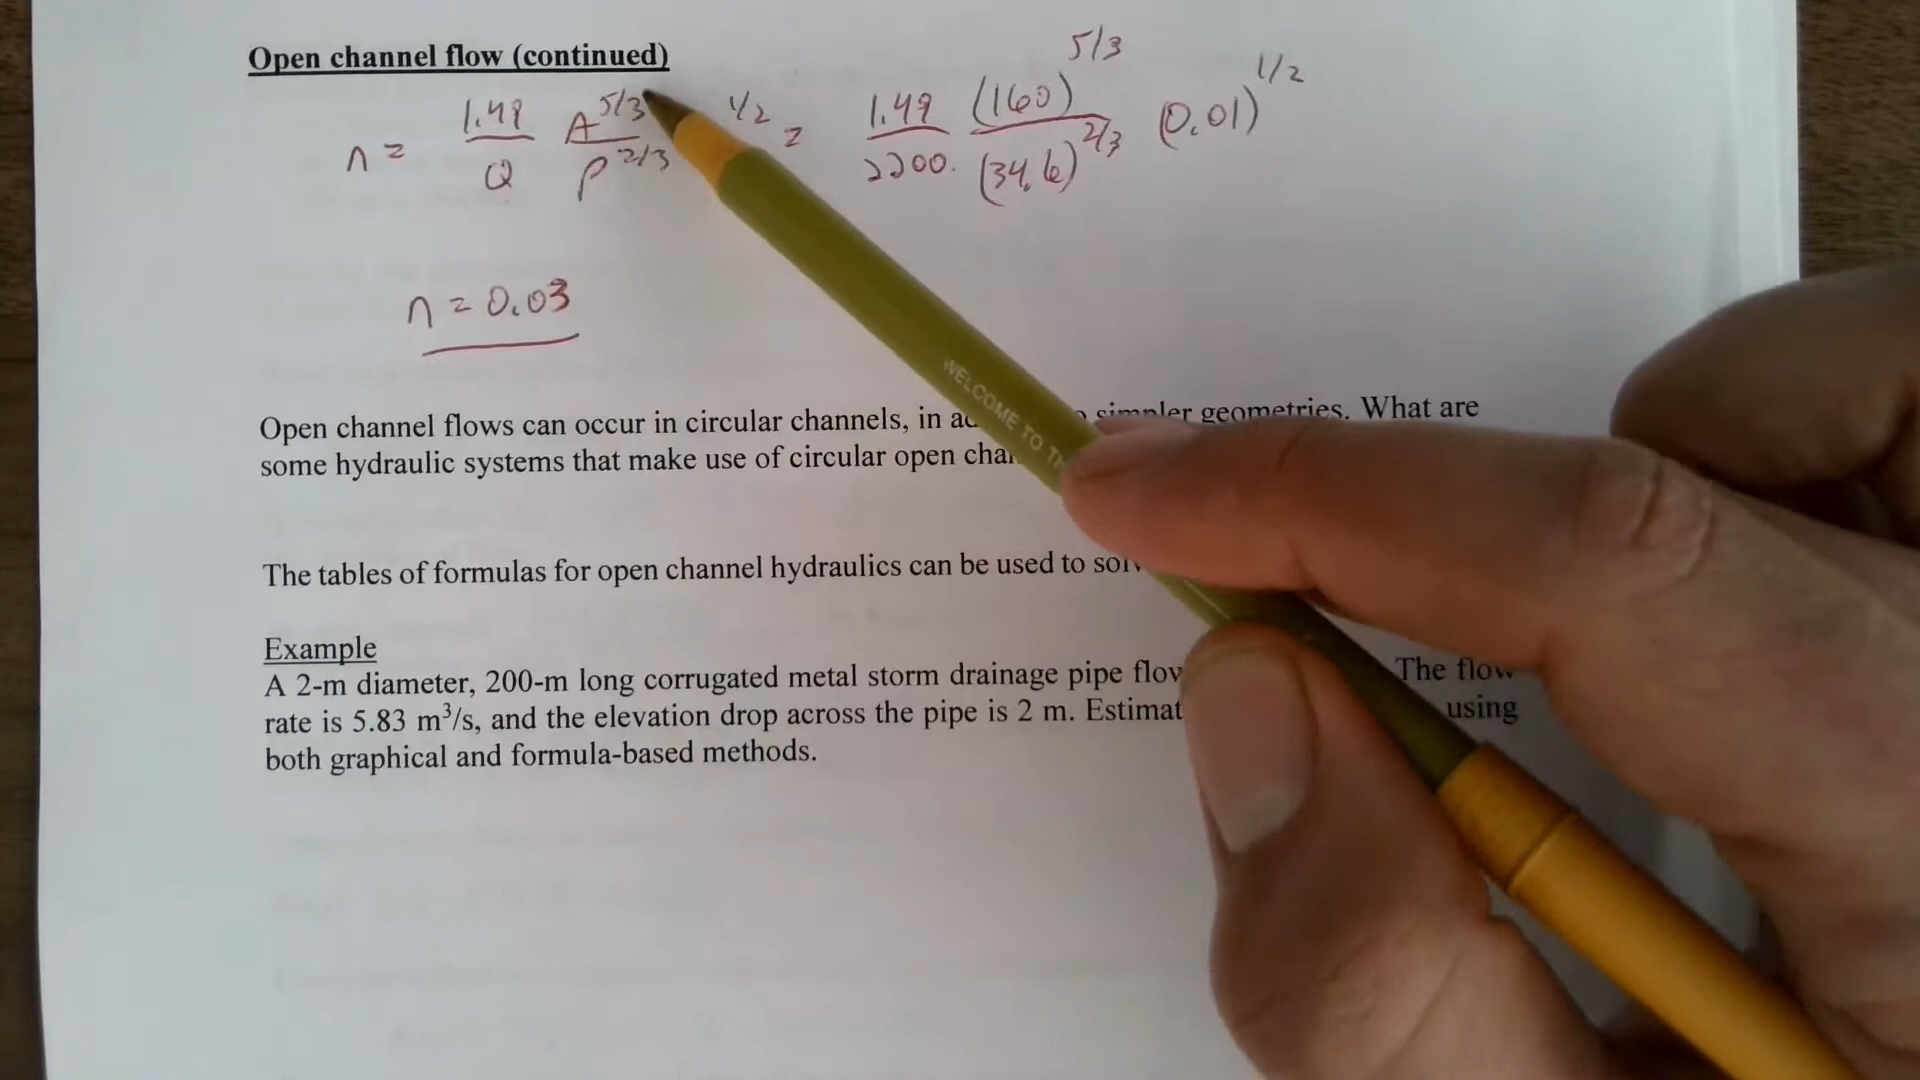 Open channel flow (continued)
n = 1.49/Q A^5/3/P^2/3 ^1/2 = 1.49/2200. (160)^5/3/(34.6)^2/3 (0.01)^1/2
n = 0.03
Open channel flows can occur in circular channels, in simpler geometries. What are
some hydraulic systems that make use of circular open
The tables of formulas for open channel hydraulics can be used to
Example
A 2-m diameter, 200-m long corrugated metal storm drainage pipe The flow
rate is 5.83 m³/s, and the elevation drop across the pipe is 2 m. using
both graphical and formula-based methods.
WELCOME TO